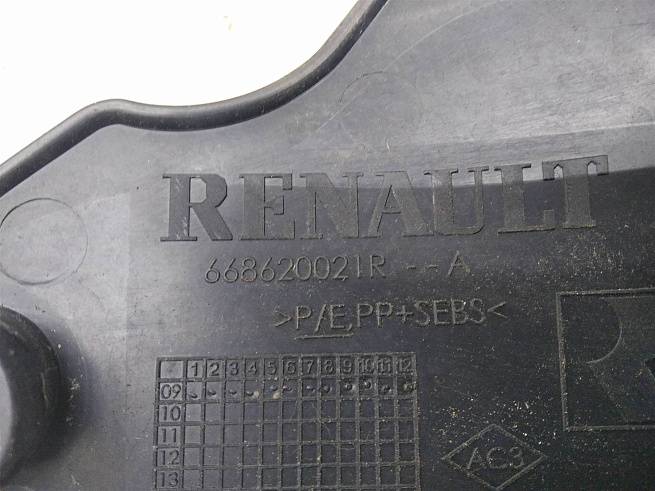 RENAULT
668620021R --A
>P/E,PP+SEBS<
1 2 3 4 5 6 7 8 9 10 11 12
09
10
11
12
13
AC3